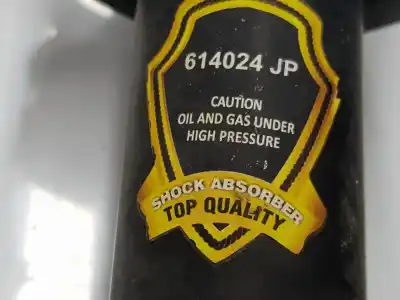 614024 JP
CAUTION
OIL AND GAS UNDER
HIGH PRESSURE
SHOCK ABSORBER
TOP QUALITY